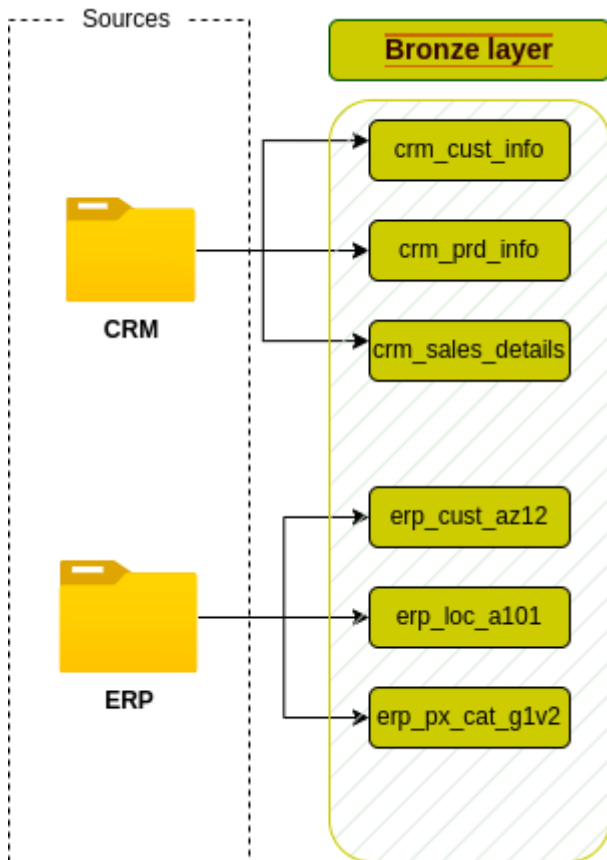 Sources
Bronze layer
crm_cust_info
crm_prd_info
CRM
crm_sales_details
erp_cust_az12
erp_loc_a101
ERP
erp_px_cat_g1v2